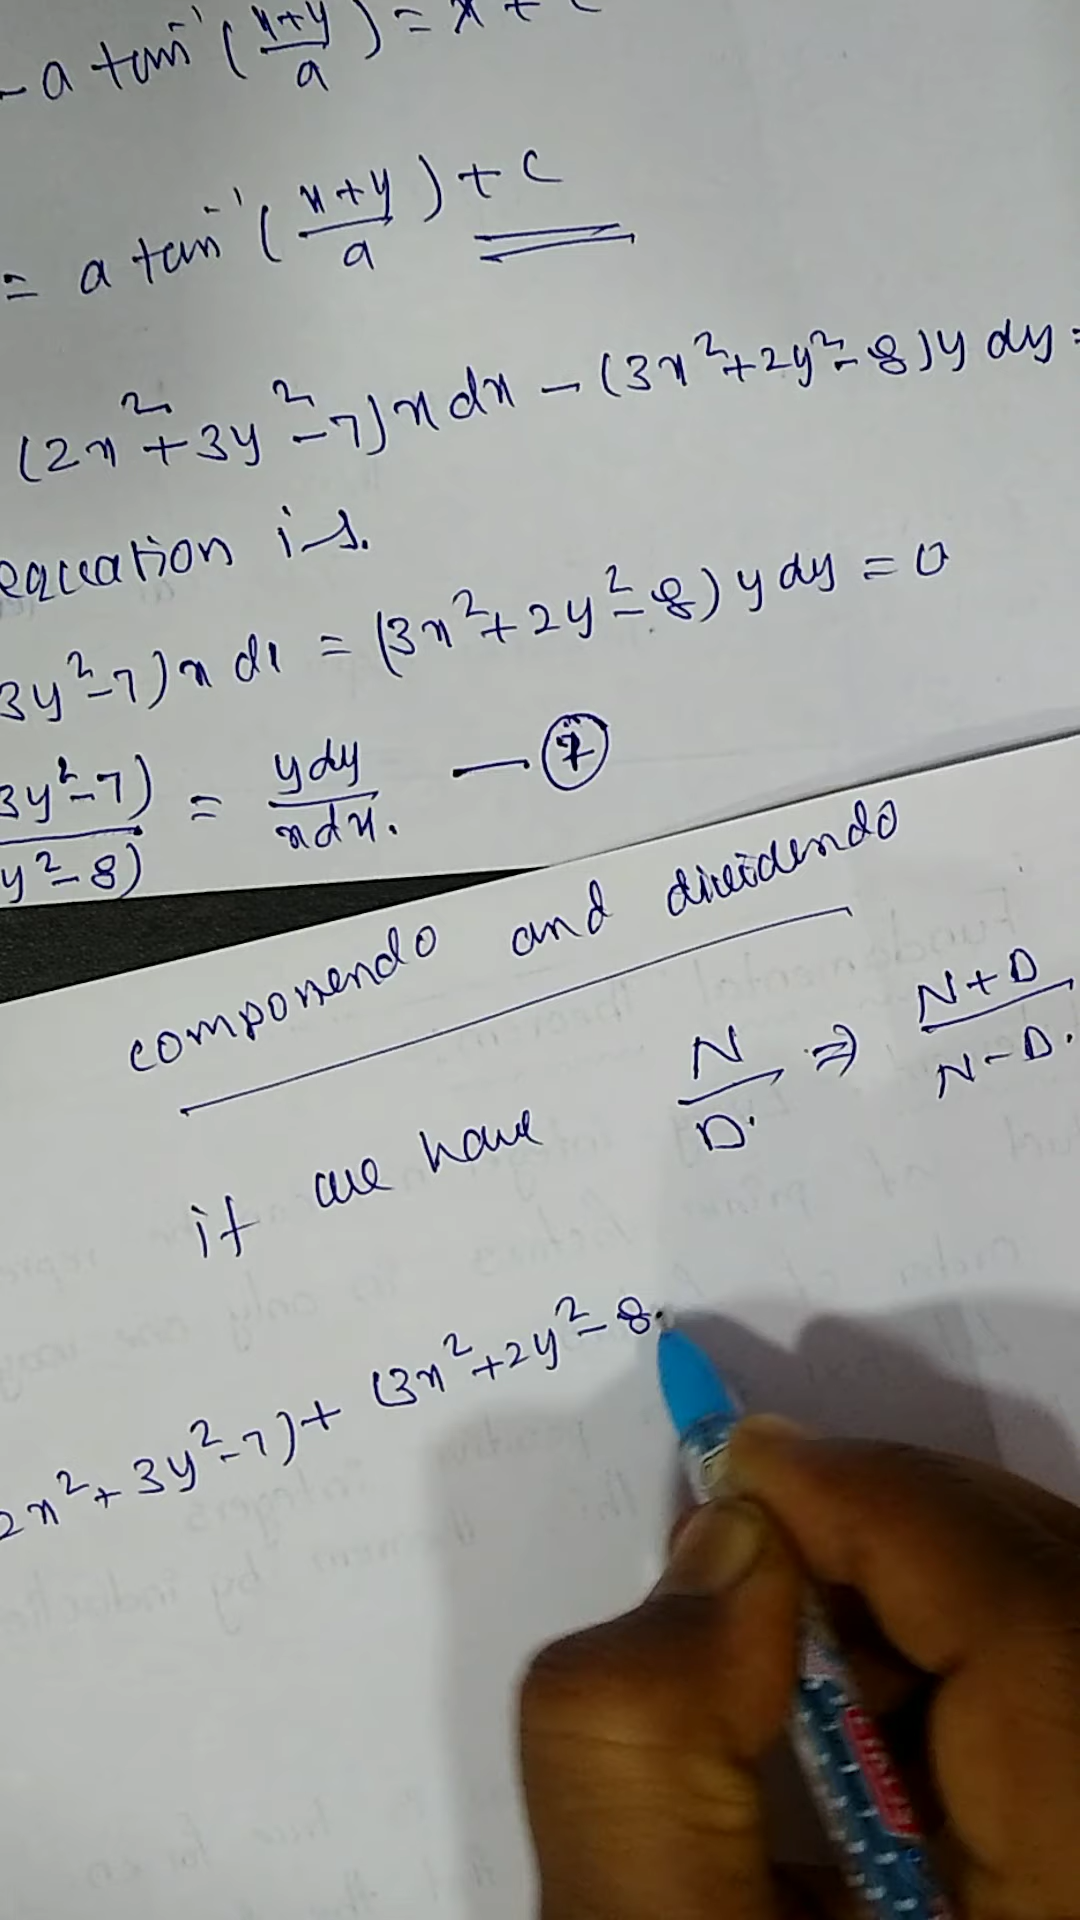 - a tan⁻¹ (x+y/a) = x +
= a tan⁻¹ (x+y/a) + c
(2x²+3y²-7)x dx - (3x²+2y²-8)y dy =
equation is.
3y²-7)x dx = (3x²+2y²-8) y dy = 0
3y²-7)/y²-8) = ydy/xdx. — 7
componendo and dividendo
if we have N/D. ⇒ N+D/N-D.
2x²+3y²-7)+ (3x²+2y²-8